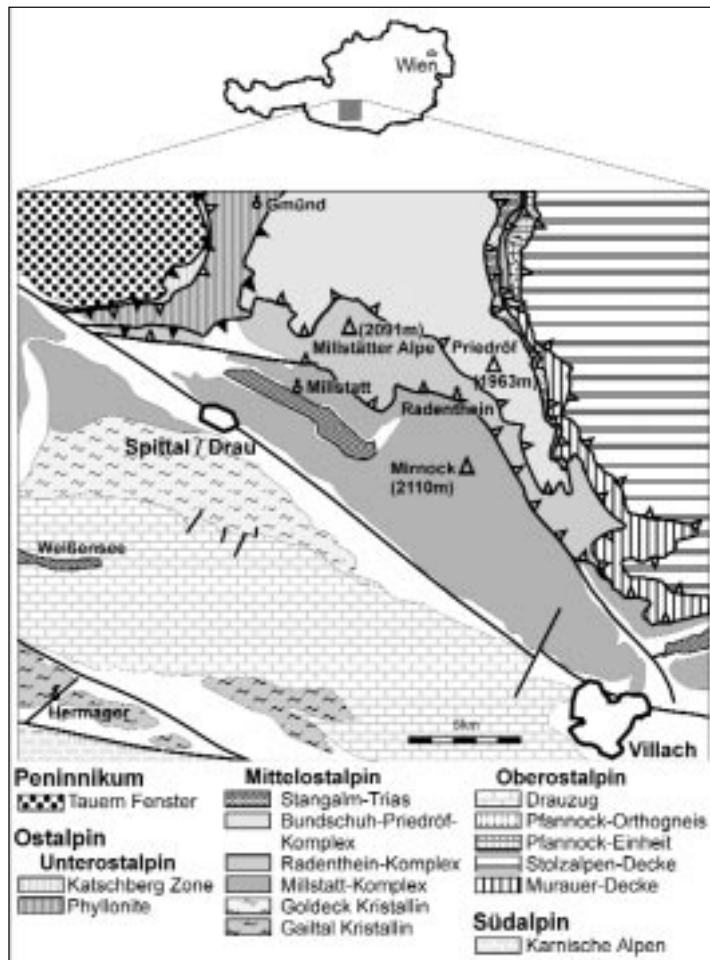 Wien
Gmünd
(2091m)
Millstätter Alpe
Priedröf
(1963m)
Millstatt
Radenthein
Spittal / Drau
Mirnock
(2110m)
Weißensee
Hermagor
5km
Villach
Peninnikum
Tauern Fenster
Ostalpin
Unterostalpin
Katschberg Zone
Phyllonite
Mittelostalpin
Stangalm-Trias
Bundschuh-Priedröf-
Komplex
Radenthein-Komplex
Millstatt-Komplex
Goldeck Kristallin
Gailtal Kristallin
Oberostalpin
Drauzug
Pfannock-Orthogneis
Pfannock-Einheit
Stolzalpen-Decke
Murauer-Decke
Südalpin
Karnische Alpen